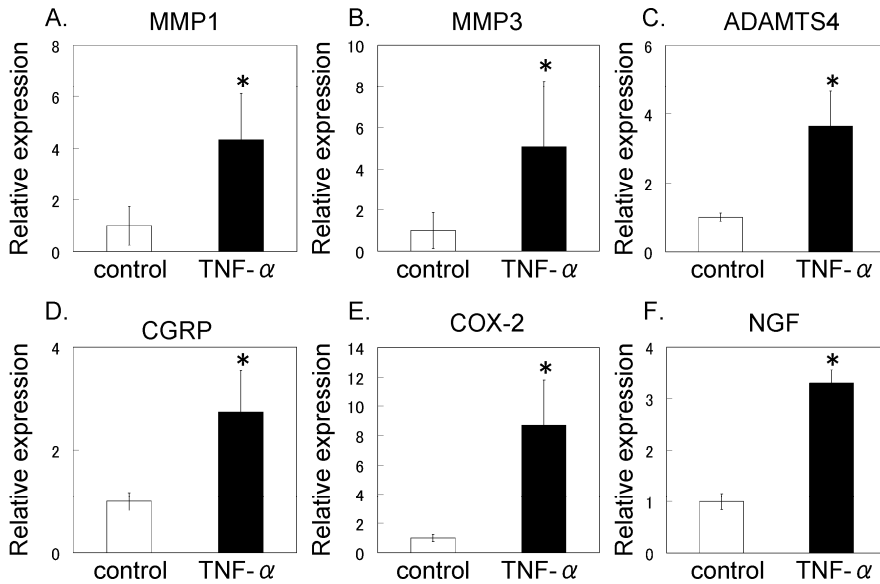 A.
MMP1
Relative expression
8
6
4
2
0
*
control TNF-α
B.
MMP3
Relative expression
10
8
6
4
2
0
*
control TNF-α
C.
ADAMTS4
Relative expression
6
4
2
0
*
control TNF-α
D.
CGRP
Relative expression
4
2
0
*
control TNF-α
E.
COX-2
Relative expression
14
12
10
8
6
4
2
0
*
control TNF-α
F.
NGF
Relative expression
4
3
2
1
0
*
control TNF-α